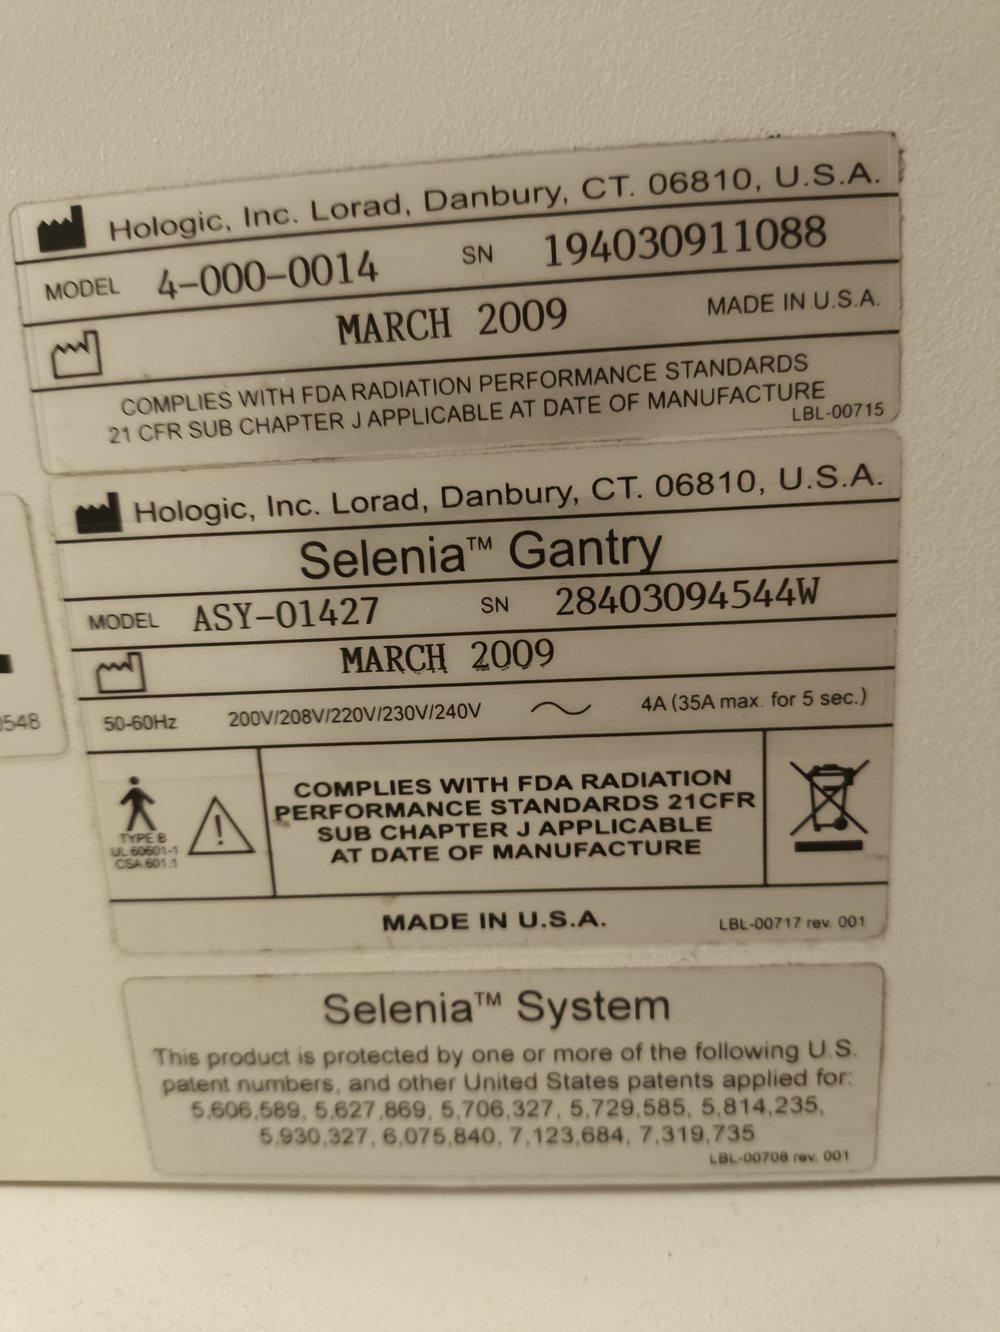 Hologic, Inc. Lorad, Danbury, CT. 06810, U.S.A.
MODEL 4-000-0014 SN 194030911088
MARCH 2009 MADE IN U.S.A.
COMPLIES WITH FDA RADIATION PERFORMANCE STANDARDS
21 CFR SUB CHAPTER J APPLICABLE AT DATE OF MANUFACTURE
LBL-00715
Hologic, Inc. Lorad, Danbury, CT. 06810, U.S.A.
Selenia™ Gantry
MODEL ASY-01427 SN 28403094544W
MARCH 2009
50-60Hz 200V/208V/220V/230V/240V 4A (35A max. for 5 sec.)
TYPE B
UL 60601-1
CSA 601.1
COMPLIES WITH FDA RADIATION
PERFORMANCE STANDARDS 21CFR
SUB CHAPTER J APPLICABLE
AT DATE OF MANUFACTURE
MADE IN U.S.A. LBL-00717 rev. 001
Selenia™ System
This product is protected by one or more of the following U.S.
patent numbers, and other United States patents applied for:
5,606,589, 5,627,869, 5,706,327, 5,729,585, 5,814,235,
5,930,327, 6,075,840, 7,123,684, 7,319,735
LBL-00708 rev. 001